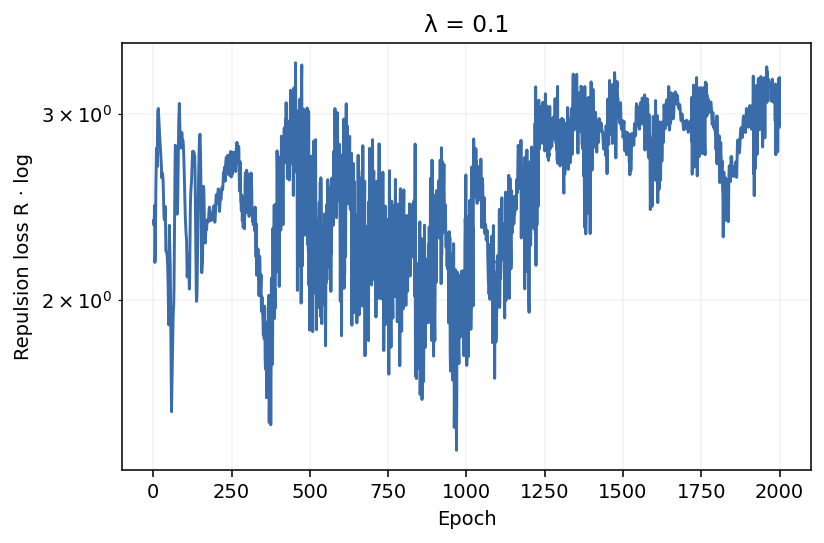 λ = 0.1
Repulsion loss R · log
3 × 10⁰
2 × 10⁰
0 250 500 750 1000 1250 1500 1750 2000
Epoch